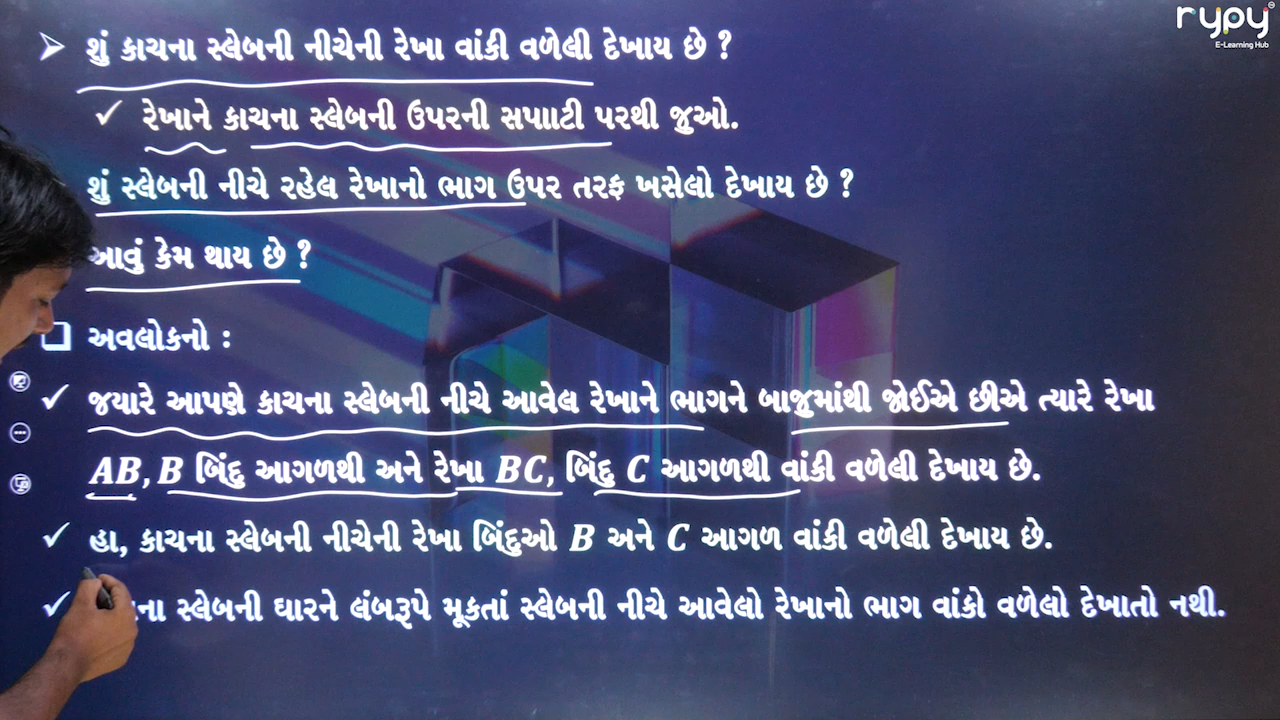 rypy
E-Learning Hub
➤ શું કાચના સ્લેબની નીચેની રેખા વાંકી વળેલી દેખાય છે ?
✓ રેખાને કાચના સ્લેબની ઉપરની સપાાટી પરથી જુઓ.
શું સ્લેબની નીચે રહેલ રેખાનો ભાગ ઉપર તરફ ખસેલો દેખાય છે ?
આવું કેમ થાય છે ?
❑ અવલોકનો :
✓ જયારે આપણે કાચના સ્લેબની નીચે આવેલ રેખાને ભાગને બાજુમાંથી જોઈએ છીએ ત્યારે રેખા
AB, B બિંદુ આગળથી અને રેખા BC, બિંદુ C આગળથી વાંકી વળેલી દેખાય છે.
✓ હા, કાચના સ્લેબની નીચેની રેખા બિંદુઓ B અને C આગળ વાંકી વળેલી દેખાય છે.
✓ સ્લેબની ધારને લંબરૂપે મૂકતાં સ્લેબની નીચે આવેલો રેખાનો ભાગ વાંકો વળેલો દેખાતો નથી.